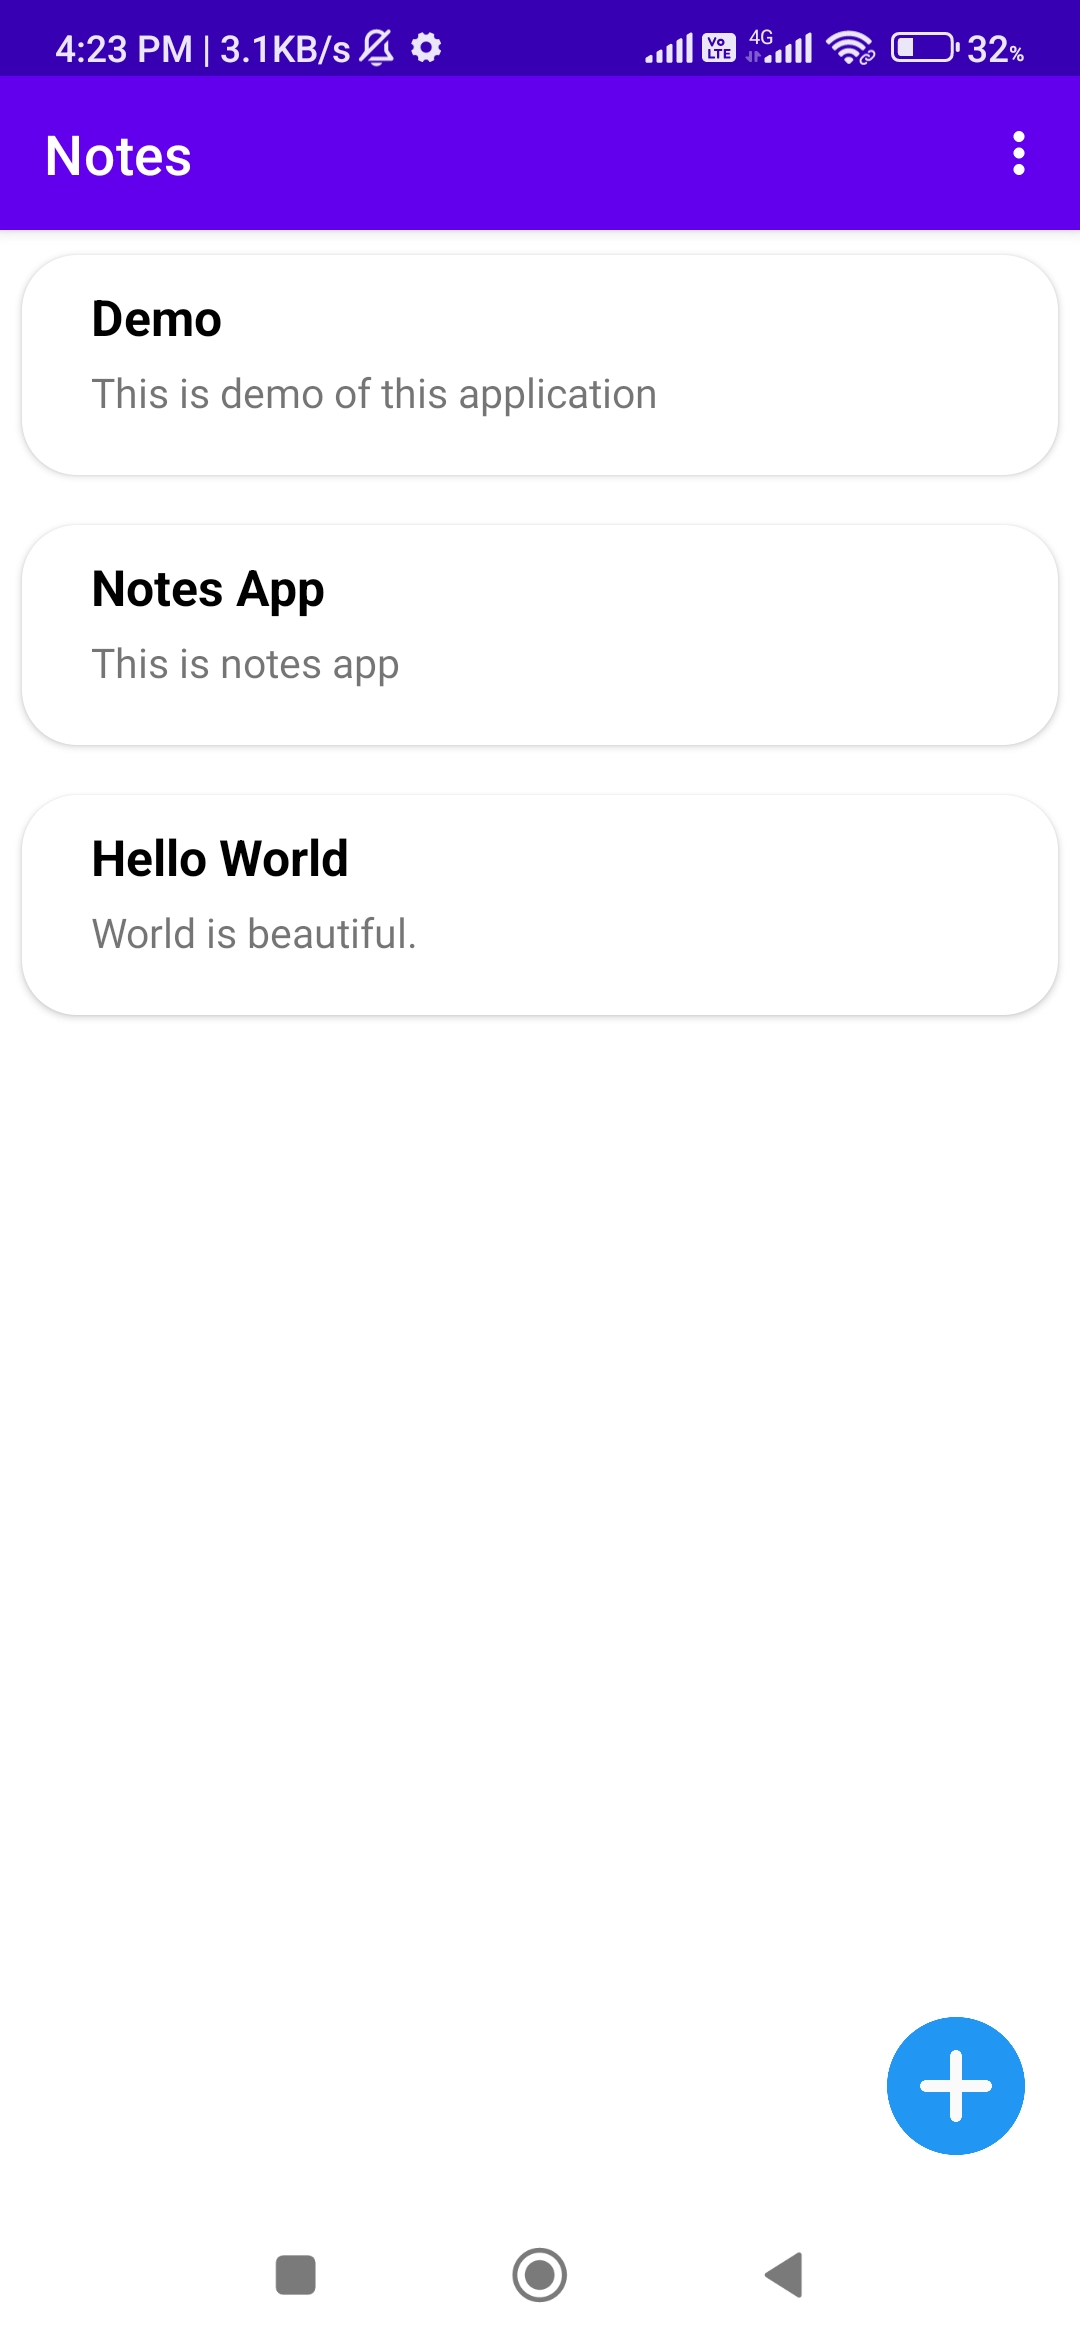 4:23 PM | 3.1KB/s Vo LTE 4G 32%
Notes
Demo
This is demo of this application
Notes App
This is notes app
Hello World
World is beautiful.